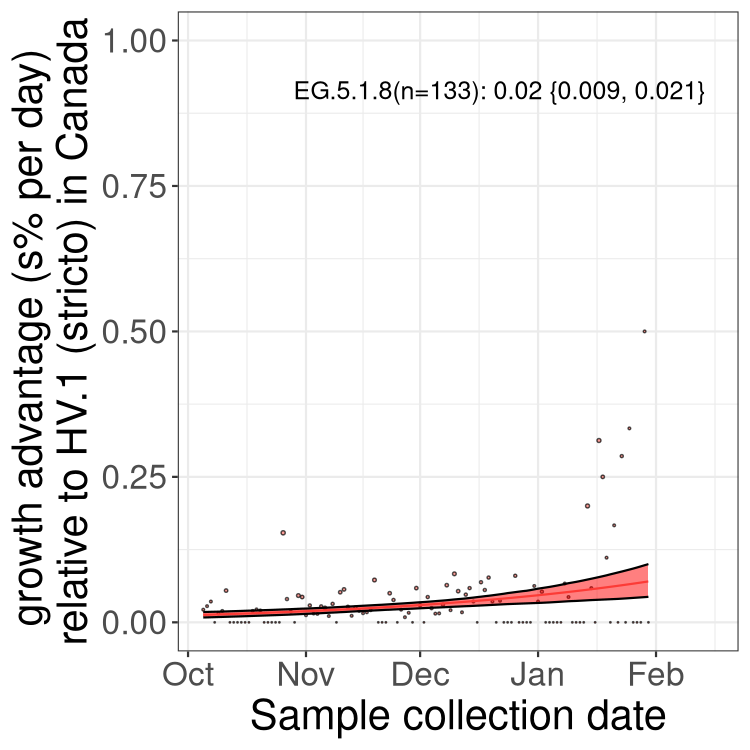 growth advantage (s% per day)
relative to HV.1 (stricto) in Canada
1.00
0.75
0.50
0.25
0.00
EG.5.1.8(n=133): 0.02 {0.009, 0.021}
Oct Nov Dec Jan Feb
Sample collection date